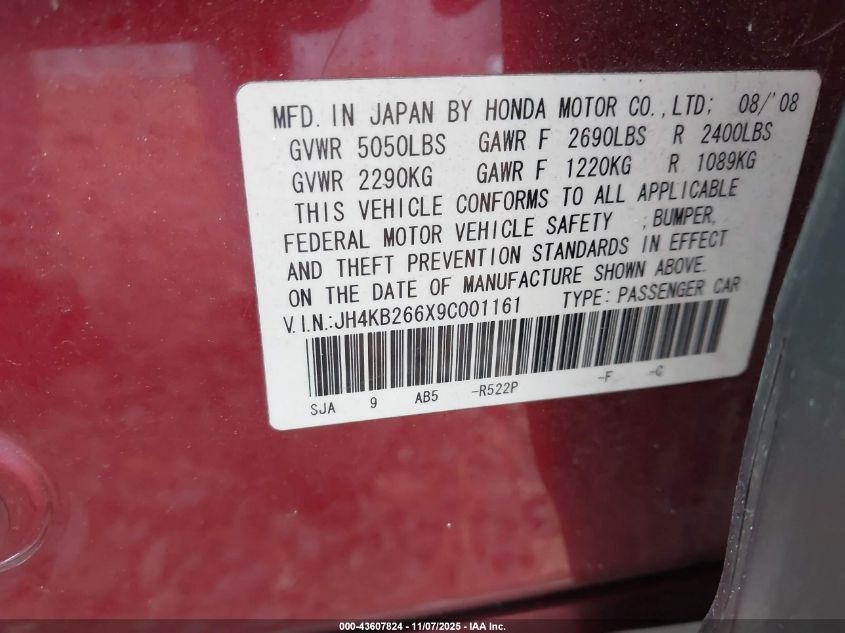 MFD. IN JAPAN BY HONDA MOTOR CO.,LTD; 08/'08
GVWR 5050LBS GAWR F 2690LBS R 2400LBS
GVWR 2290KG GAWR F 1220KG R 1089KG
THIS VEHICLE CONFORMS TO ALL APPLICABLE
FEDERAL MOTOR VEHICLE SAFETY ,BUMPER,
AND THEFT PREVENTION STANDARDS IN EFFECT
ON THE DATE OF MANUFACTURE SHOWN ABOVE.
V.I.N.:JH4KB266X9C001161 TYPE: PASSENGER CAR
SJA 9 AB5 -R522P -F -C
000-43607824 - 11/07/2025 - IAA Inc.